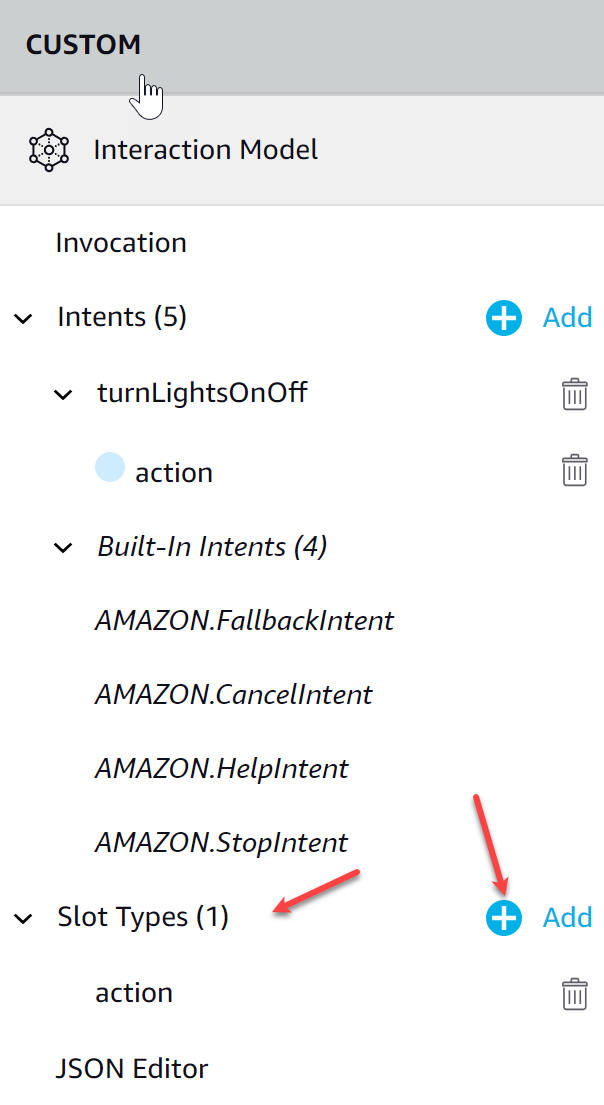 CUSTOM
Interaction Model
Invocation
Intents (5) Add
turnLightsOnOff
action
Built-In Intents (4)
AMAZON.FallbackIntent
AMAZON.CancelIntent
AMAZON.HelpIntent
AMAZON.StopIntent
Slot Types (1) Add
action
JSON Editor